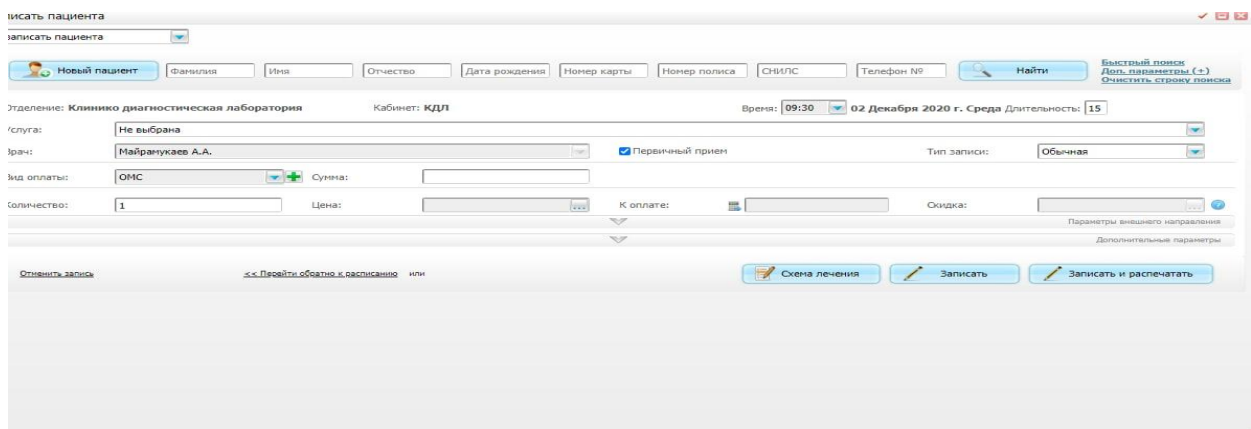 писать пациента
записать пациента
Новый пациент Фамилия Имя Отчество Дата рождения Номер карты Номер полиса СНИЛС Телефон № Найти
Быстрый поиск
Доп. параметры (+)
Очистить строку поиска
Отделение: Клинико диагностическая лаборатория Кабинет: КДЛ Время: 09:30 02 Декабря 2020 г. Среда Длительность: 15
Услуга: Не выбрана
Врач: Майрамукаев А.А. Первичный прием Тип записи: Обычная
Вид оплаты: ОМС Сумма:
Количество: 1 Цена: ... К оплате: Скидка: ...
Параметры внешнего направления
Дополнительные параметры
Отменить запись << Перейти обратно к расписанию или Схема лечения Записать Записать и распечатать